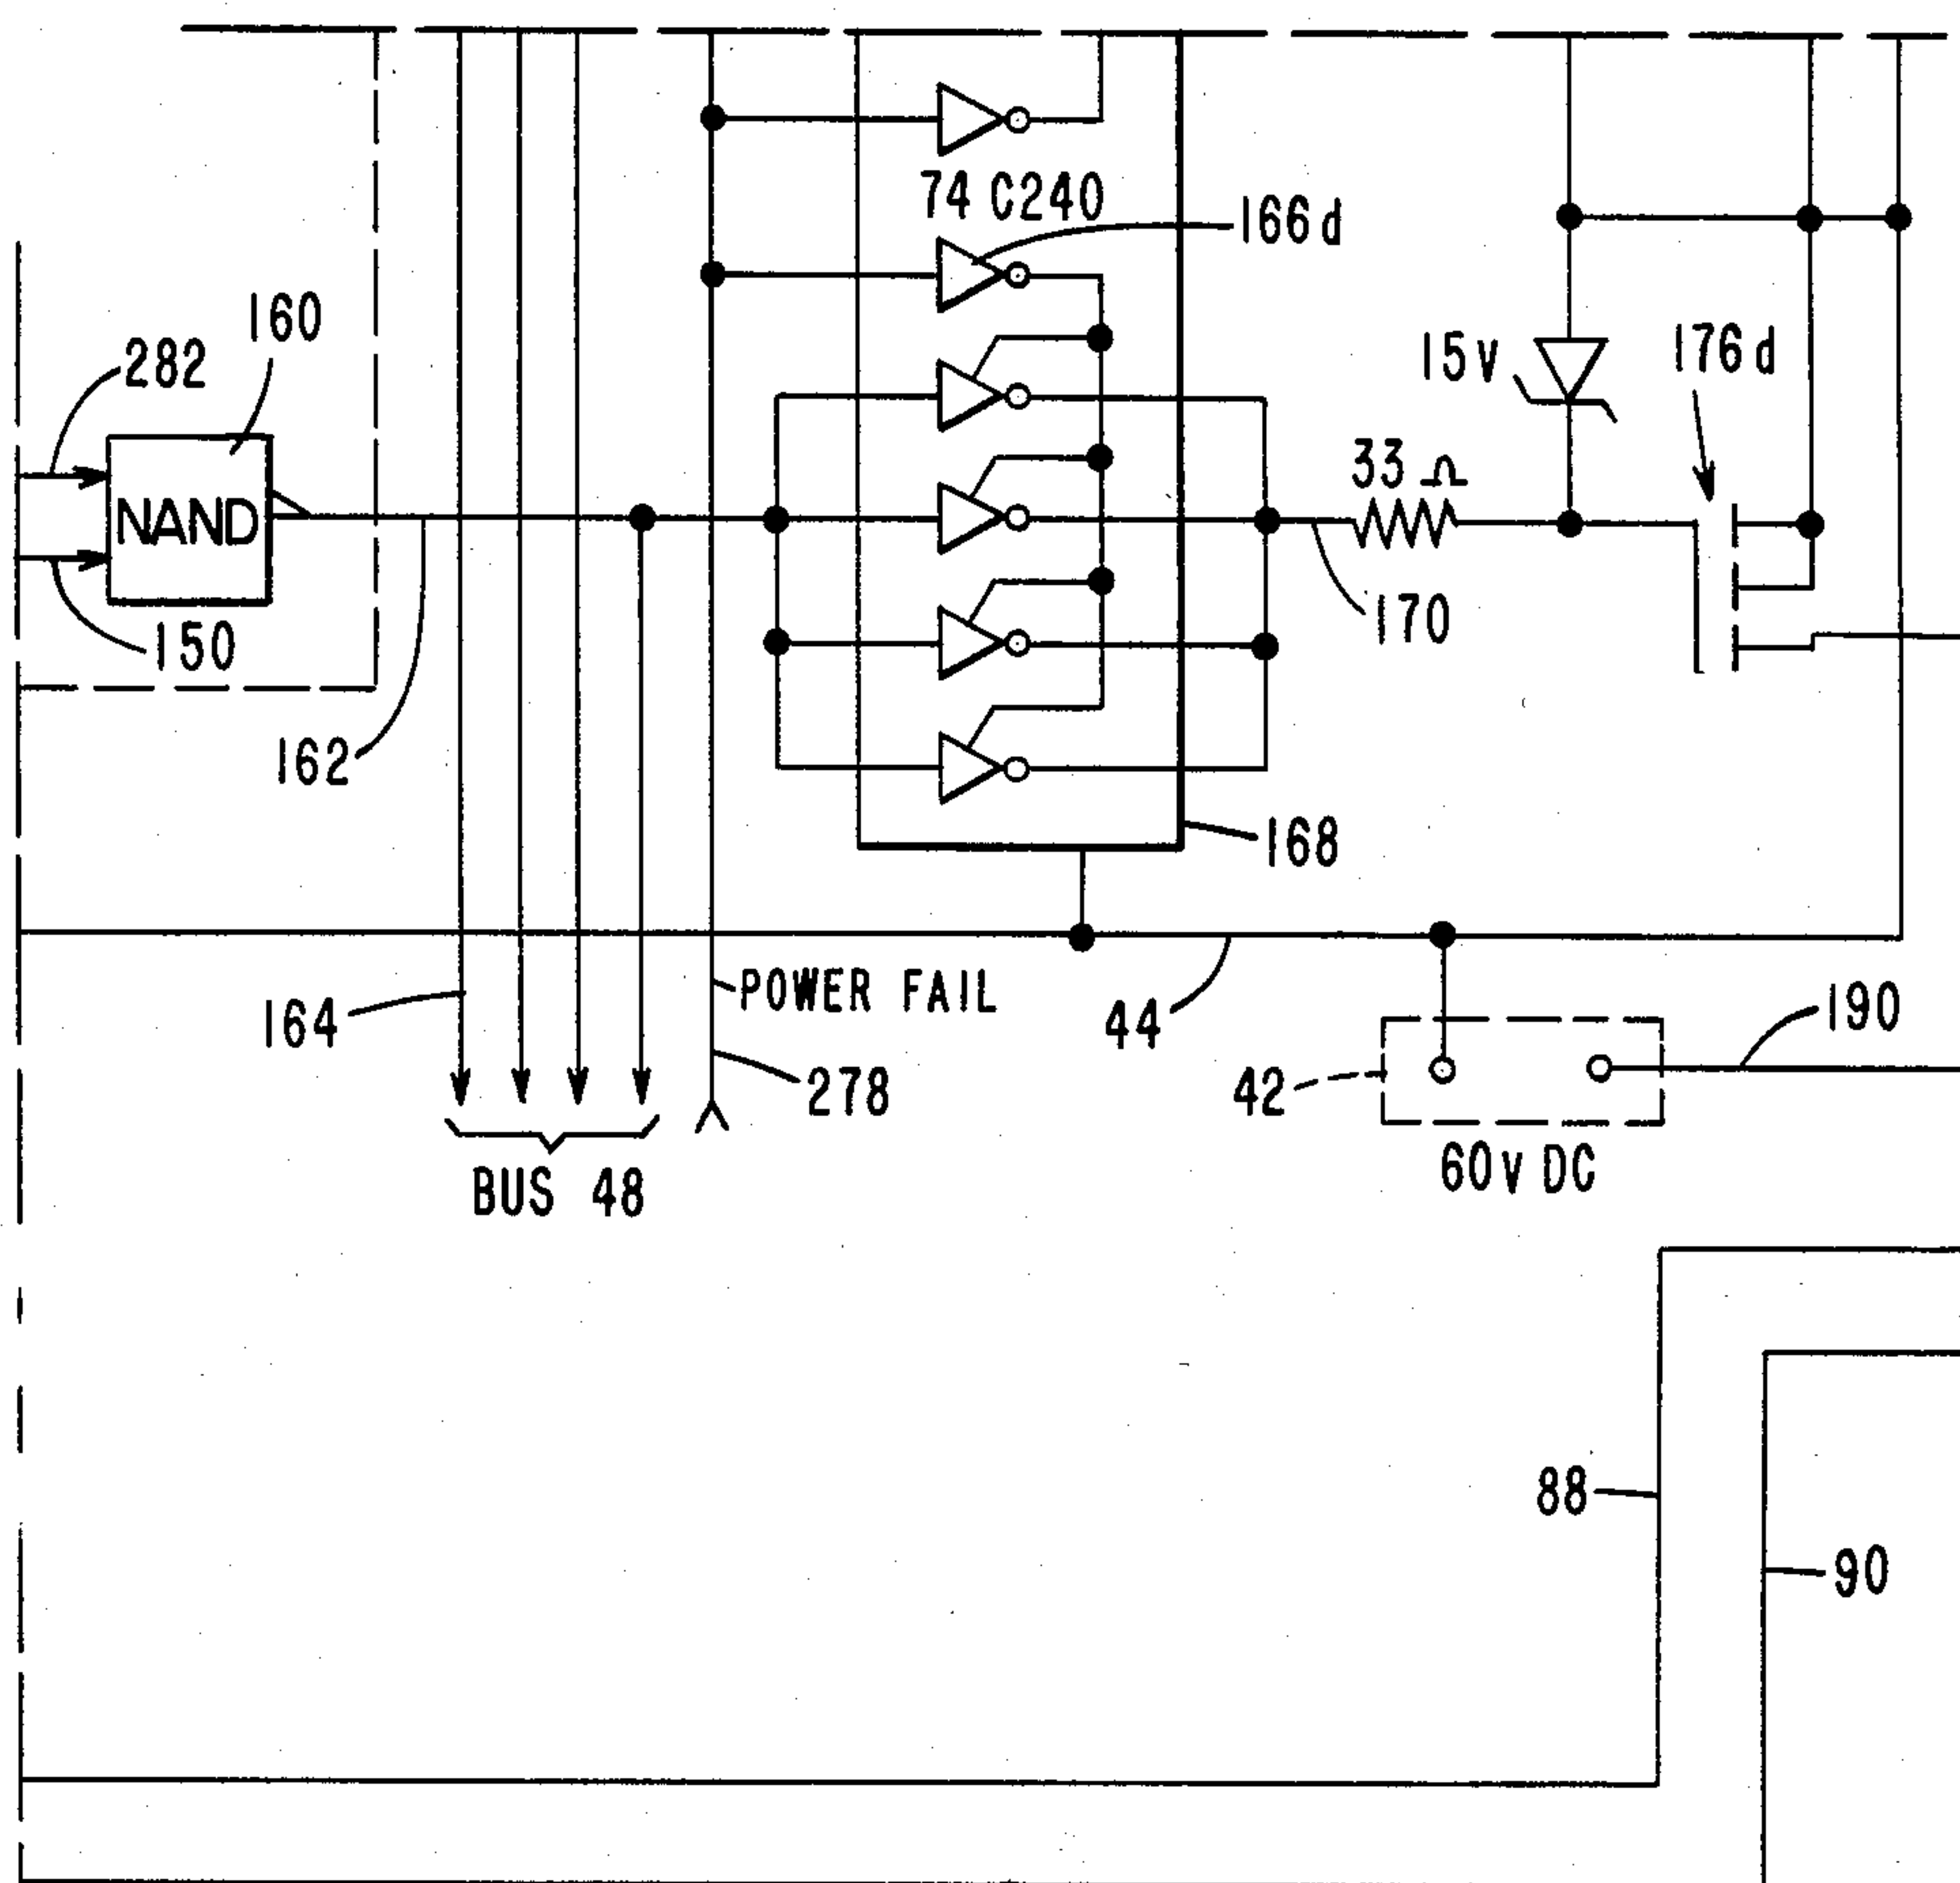 74 C240
166d
160
282
15V
176d
33 Ω
NAND
150
170
162
168
POWER FAIL
164
44
190
278
42
60V DC
BUS 48
88
90